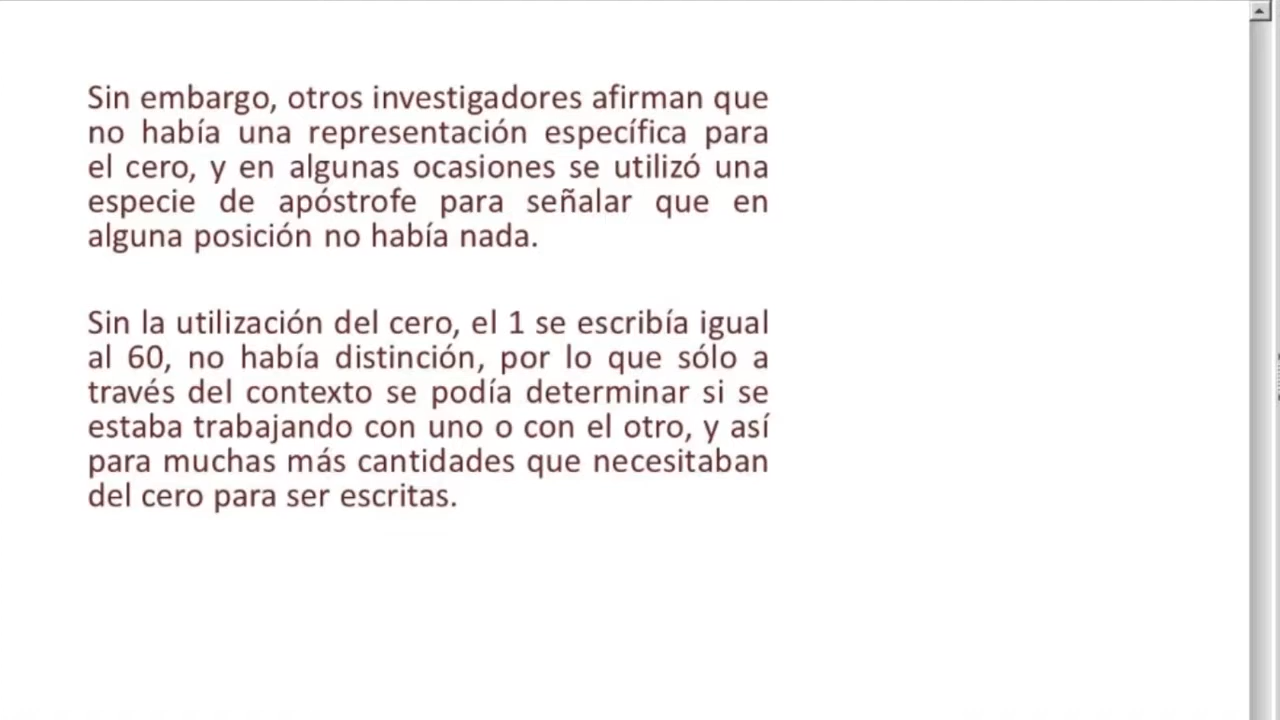 Sin embargo, otros investigadores afirman que
no había una representación específica para
el cero, y en algunas ocasiones se utilizó una
especie de apóstrofe para señalar que en
alguna posición no había nada.
Sin la utilización del cero, el 1 se escribía igual
al 60, no había distinción, por lo que sólo a
través del contexto se podía determinar si se
estaba trabajando con uno o con el otro, y así
para muchas más cantidades que necesitaban
del cero para ser escritas.